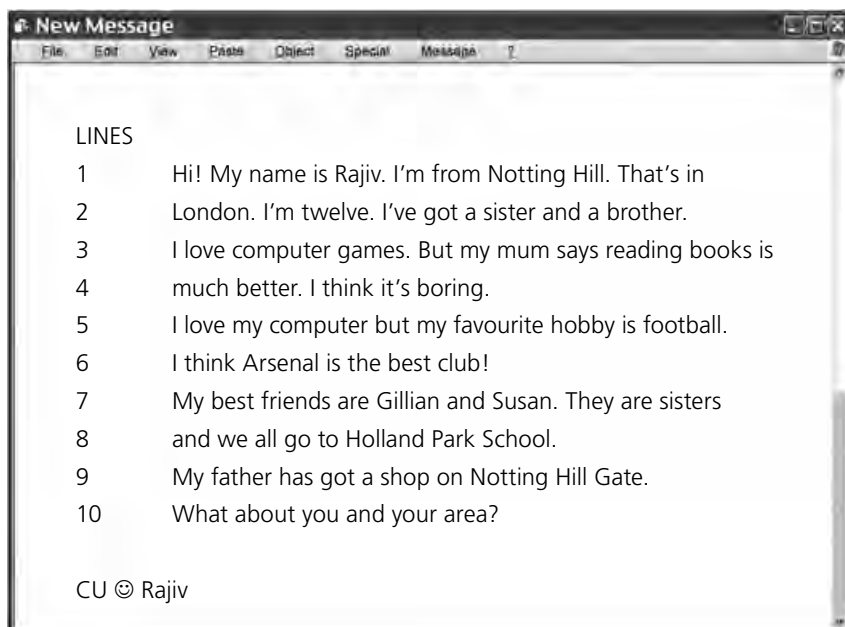 New Message
File Edit View Paste Object Special Message ?
LINES
1 Hi! My name is Rajiv. I'm from Notting Hill. That's in
2 London. I'm twelve. I've got a sister and a brother.
3 I love computer games. But my mum says reading books is
4 much better. I think it's boring.
5 I love my computer but my favourite hobby is football.
6 I think Arsenal is the best club!
7 My best friends are Gillian and Susan. They are sisters
8 and we all go to Holland Park School.
9 My father has got a shop on Notting Hill Gate.
10 What about you and your area?
CU ☺ Rajiv